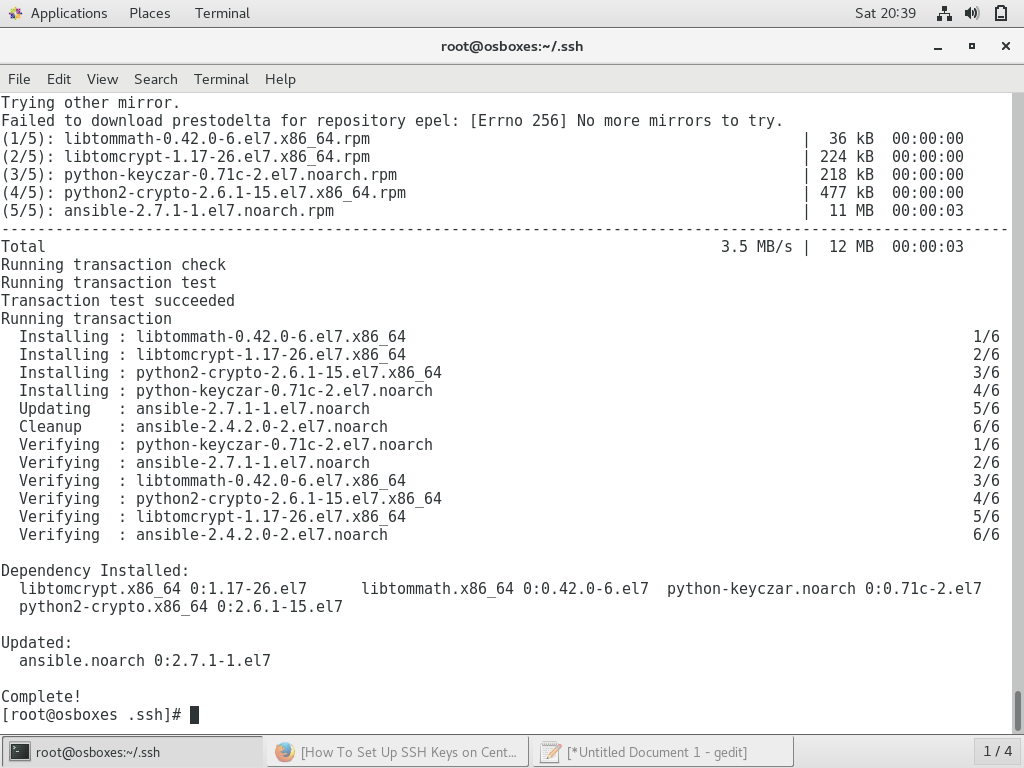 Applications Places Terminal Sat 20:39
root@osboxes:~/.ssh
File Edit View Search Terminal Help
Trying other mirror.
Failed to download prestodelta for repository epel: [Errno 256] No more mirrors to try.
(1/5): libtommath-0.42.0-6.el7.x86_64.rpm | 36 kB 00:00:00
(2/5): libtomcrypt-1.17-26.el7.x86_64.rpm | 224 kB 00:00:00
(3/5): python-keyczar-0.71c-2.el7.noarch.rpm | 218 kB 00:00:00
(4/5): python2-crypto-2.6.1-15.el7.x86_64.rpm | 477 kB 00:00:00
(5/5): ansible-2.7.1-1.el7.noarch.rpm | 11 MB 00:00:03
--------------------------------------------------------------------------------
Total 3.5 MB/s | 12 MB 00:00:03
Running transaction check
Running transaction test
Transaction test succeeded
Running transaction
Installing : libtommath-0.42.0-6.el7.x86_64 1/6
Installing : libtomcrypt-1.17-26.el7.x86_64 2/6
Installing : python2-crypto-2.6.1-15.el7.x86_64 3/6
Installing : python-keyczar-0.71c-2.el7.noarch 4/6
Updating : ansible-2.7.1-1.el7.noarch 5/6
Cleanup : ansible-2.4.2.0-2.el7.noarch 6/6
Verifying : python-keyczar-0.71c-2.el7.noarch 1/6
Verifying : ansible-2.7.1-1.el7.noarch 2/6
Verifying : libtommath-0.42.0-6.el7.x86_64 3/6
Verifying : python2-crypto-2.6.1-15.el7.x86_64 4/6
Verifying : libtomcrypt-1.17-26.el7.x86_64 5/6
Verifying : ansible-2.4.2.0-2.el7.noarch 6/6
Dependency Installed:
libtomcrypt.x86_64 0:1.17-26.el7 libtommath.x86_64 0:0.42.0-6.el7 python-keyczar.noarch 0:0.71c-2.el7
python2-crypto.x86_64 0:2.6.1-15.el7
Updated:
ansible.noarch 0:2.7.1-1.el7
Complete!
[root@osboxes .ssh]#
root@osboxes:~/.ssh [How To Set Up SSH Keys on Cent... [*Untitled Document 1 - gedit] 1 / 4